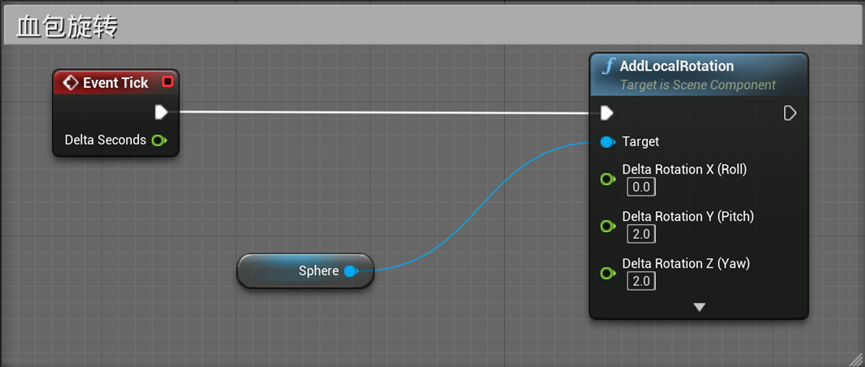 血包旋转
Event Tick
Delta Seconds
Sphere
AddLocalRotation
Target is Scene Component
Target
Delta Rotation X (Roll)
0.0
Delta Rotation Y (Pitch)
2.0
Delta Rotation Z (Yaw)
2.0